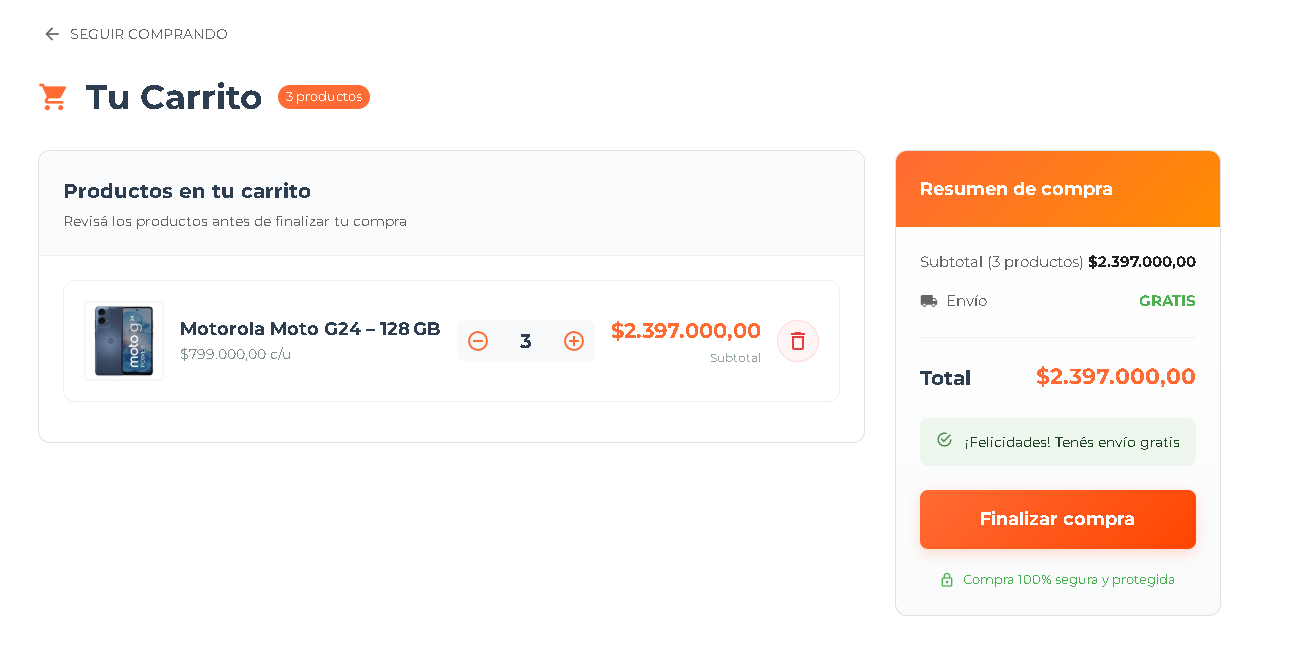 SEGUIR COMPRANDO
Tu Carrito
3 productos
Productos en tu carrito
Revisá los productos antes de finalizar tu compra
Motorola Moto G24 – 128 GB
$799.000,00 c/u
3
$2.397.000,00
Subtotal
moto g24
Resumen de compra
Subtotal (3 productos) $2.397.000,00
Envío GRATIS
Total $2.397.000,00
¡Felicidades! Tenés envío gratis
Finalizar compra
Compra 100% segura y protegida